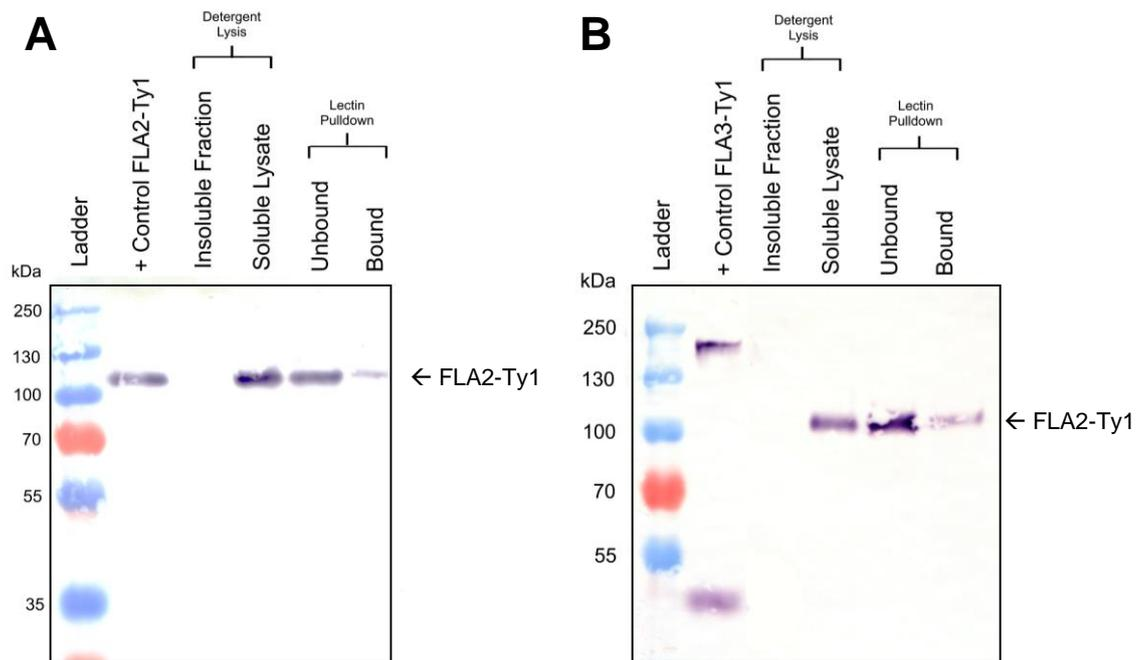 A
Detergent
Lysis
Lectin
Pulldown
Ladder
+ Control FLA2-Ty1
Insoluble Fraction
Soluble Lysate
Unbound
Bound
kDa
250
130
100
70
55
35
← FLA2-Ty1
B
Detergent
Lysis
Lectin
Pulldown
Ladder
+ Control FLA3-Ty1
Insoluble Fraction
Soluble Lysate
Unbound
Bound
kDa
250
130
100
70
55
← FLA2-Ty1